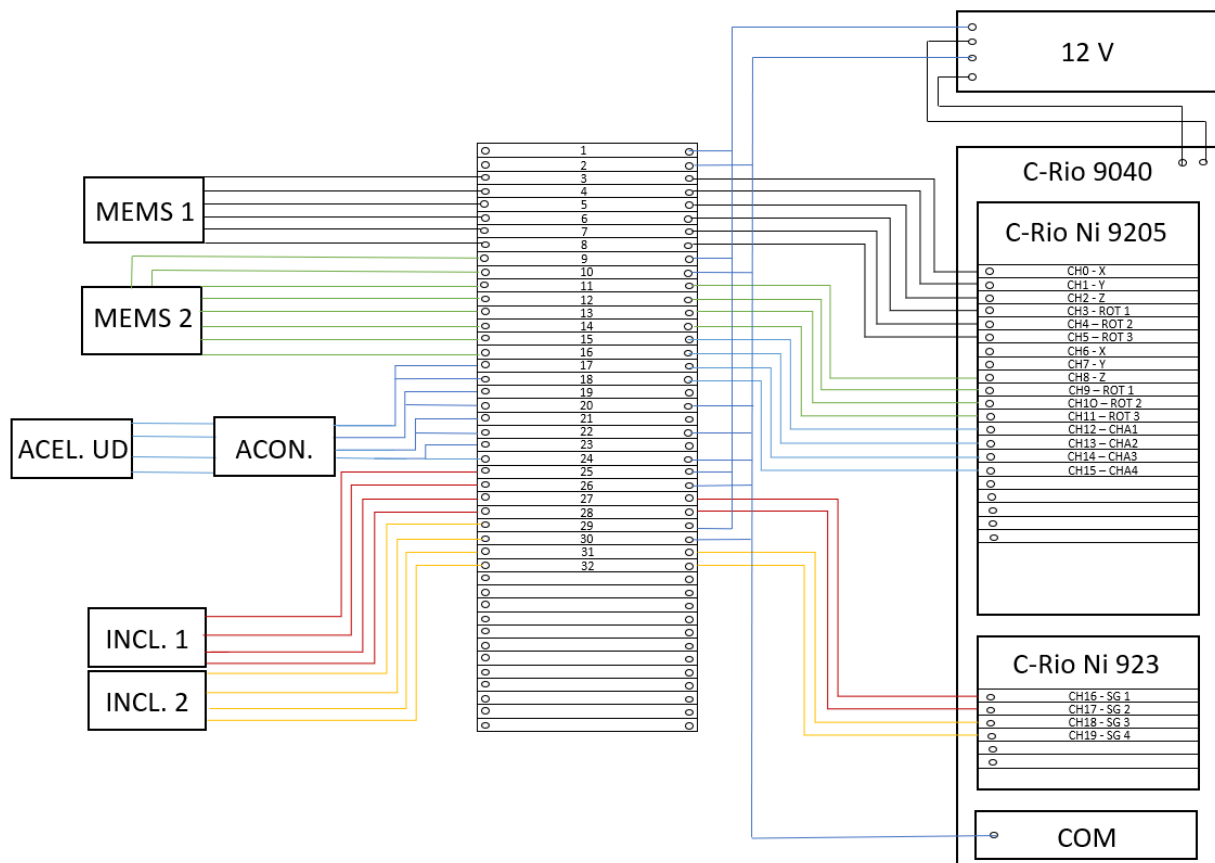 12 V
MEMS 1
MEMS 2
ACEL. UD
ACON.
INCL. 1
INCL. 2
1
2
3
4
5
6
7
8
9
10
11
12
13
14
15
16
17
18
19
20
21
22
23
24
25
26
27
28
29
30
31
32
C-Rio 9040
C-Rio Ni 9205
CH0 - X
CH1 - Y
CH2 - Z
CH3 - ROT 1
CH4 – ROT 2
CH5 – ROT 3
CH6 - X
CH7 - Y
CH8 - Z
CH9 – ROT 1
CH10 – ROT 2
CH11 – ROT 3
CH12 – CHA1
CH13 – CHA2
CH14 – CHA3
CH15 – CHA4
C-Rio Ni 923
CH16 - SG 1
CH17 - SG 2
CH18 - SG 3
CH19 - SG 4
COM